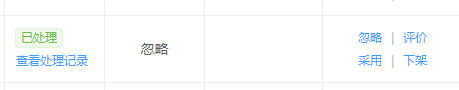 已处理
查看处理记录
忽略
忽略 | 评价
采用 | 下架